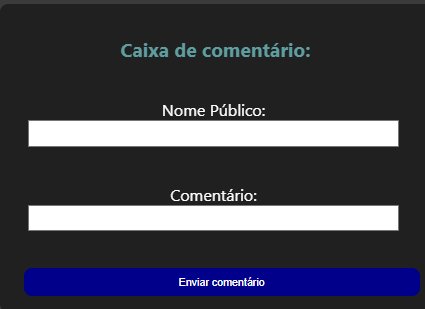 Caixa de comentário:
Nome Público:
Comentário:
Enviar comentário